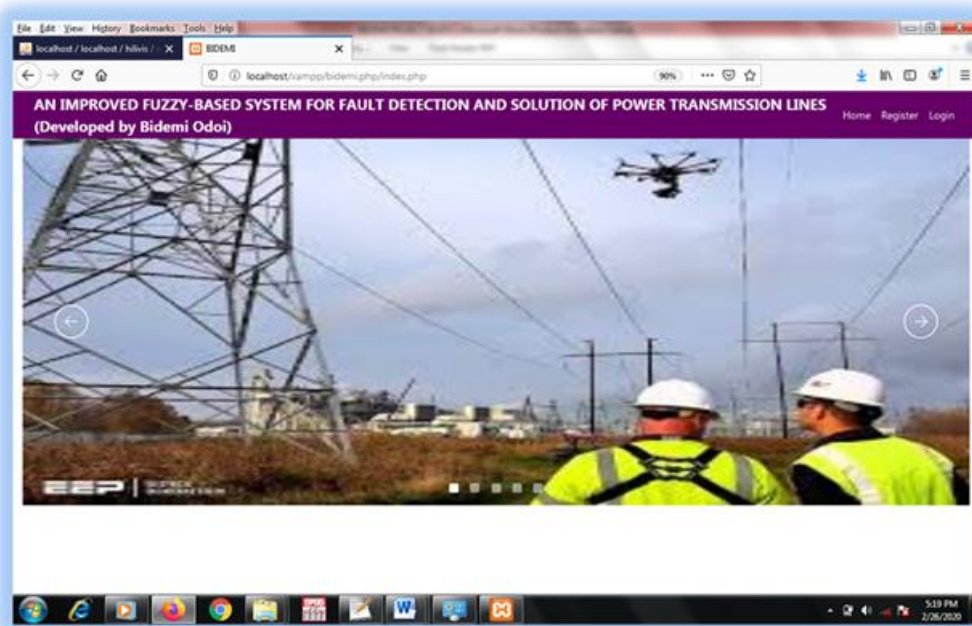 File Edit View History Bookmarks Tools Help
localhost / localhost / hilivis /
BIDEMI
localhost/xampp/bidemi.php/index.php
90%
AN IMPROVED FUZZY-BASED SYSTEM FOR FAULT DETECTION AND SOLUTION OF POWER TRANSMISSION LINES
(Developed by Bidemi Odoi)
Home Register Login
EEP
5:19 PM
2/26/2020